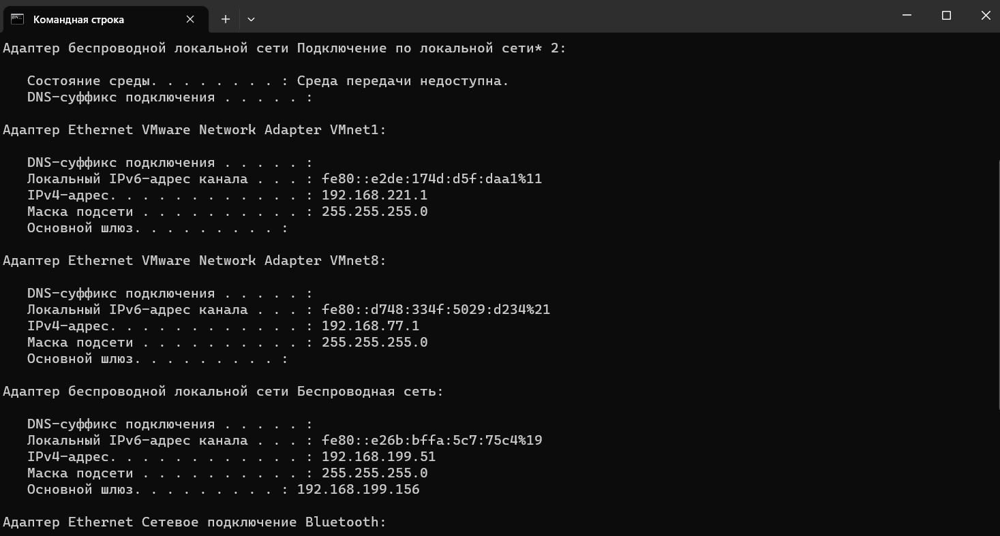 Командная строка
Адаптер беспроводной локальной сети Подключение по локальной сети* 2:
Состояние среды. . . . . . . . : Среда передачи недоступна.
DNS-суффикс подключения . . . . . :
Адаптер Ethernet VMware Network Adapter VMnet1:
DNS-суффикс подключения . . . . . :
Локальный IPv6-адрес канала . . . : fe80::e2de:174d:d5f:daa1%11
IPv4-адрес. . . . . . . . . . . . : 192.168.221.1
Маска подсети . . . . . . . . . . : 255.255.255.0
Основной шлюз. . . . . . . . . :
Адаптер Ethernet VMware Network Adapter VMnet8:
DNS-суффикс подключения . . . . . :
Локальный IPv6-адрес канала . . . : fe80::d748:334f:5029:d234%21
IPv4-адрес. . . . . . . . . . . . : 192.168.77.1
Маска подсети . . . . . . . . . . : 255.255.255.0
Основной шлюз. . . . . . . . . :
Адаптер беспроводной локальной сети Беспроводная сеть:
DNS-суффикс подключения . . . . . :
Локальный IPv6-адрес канала . . . : fe80::e26b:bffa:5c7:75c4%19
IPv4-адрес. . . . . . . . . . . . : 192.168.199.51
Маска подсети . . . . . . . . . . : 255.255.255.0
Основной шлюз. . . . . . . . . : 192.168.199.156
Адаптер Ethernet Сетевое подключение Bluetooth: